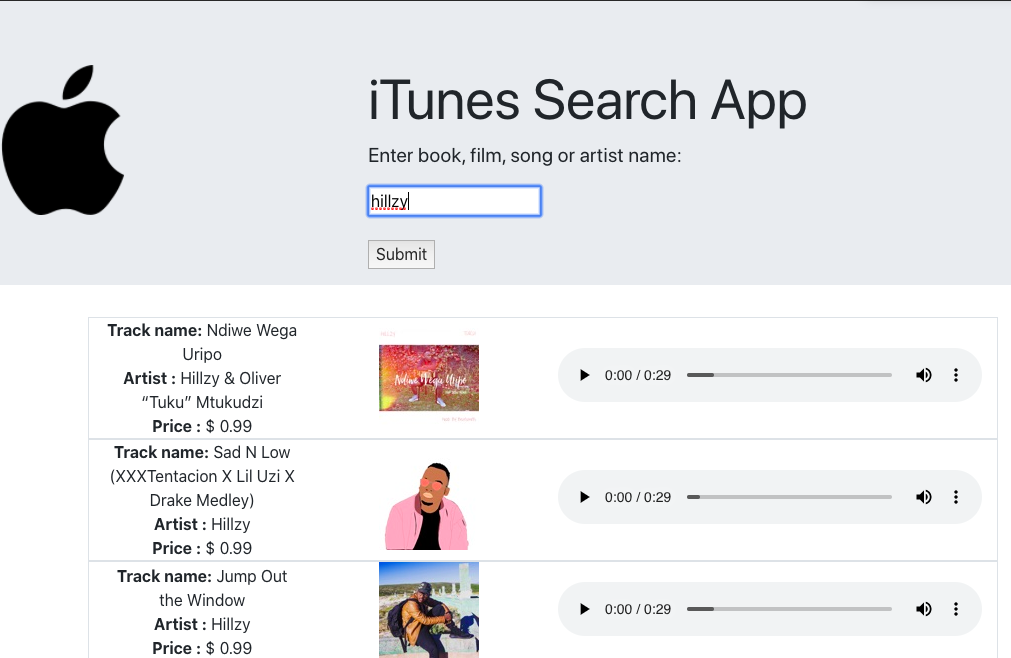 iTunes Search App
Enter book, film, song or artist name:
hillzy
Submit
Track name: Ndiwe Wega
Uripo
Artist : Hillzy & Oliver
“Tuku” Mtukudzi
Price : $ 0.99
HILLZY
TUKU
Ndiwe Wega Uripo
0:00 / 0:29
Track name: Sad N Low
(XXXTentacion X Lil Uzi X
Drake Medley)
Artist : Hillzy
Price : $ 0.99
0:00 / 0:29
Track name: Jump Out
the Window
Artist : Hillzy
Price : $ 0.99
0:00 / 0:29